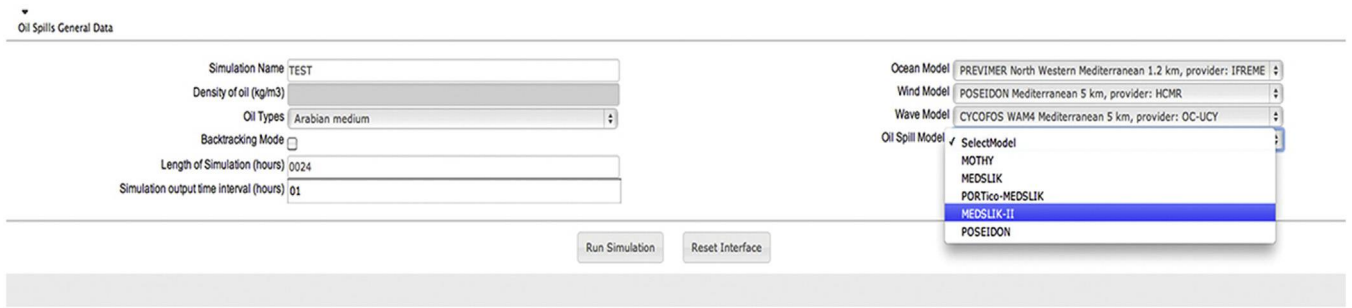 Oil Spills General Data
Simulation Name TEST
Density of oil (kg/m3)
Oil Types Arabian medium
Backtracking Mode
Length of Simulation (hours) 0024
Simulation output time interval (hours) 01
Ocean Model PREVIMER North Western Mediterranean 1.2 km, provider: IFREME
Wind Model POSEIDON Mediterranean 5 km, provider: HCMR
Wave Model CYCOFOS WAM4 Mediterranean 5 km, provider: OC-UCY
Oil Spill Model ✓ SelectModel
MOTHY
MEDSLIK
PORTico-MEDSLIK
MEDSLIK-II
POSEIDON
Run Simulation Reset Interface